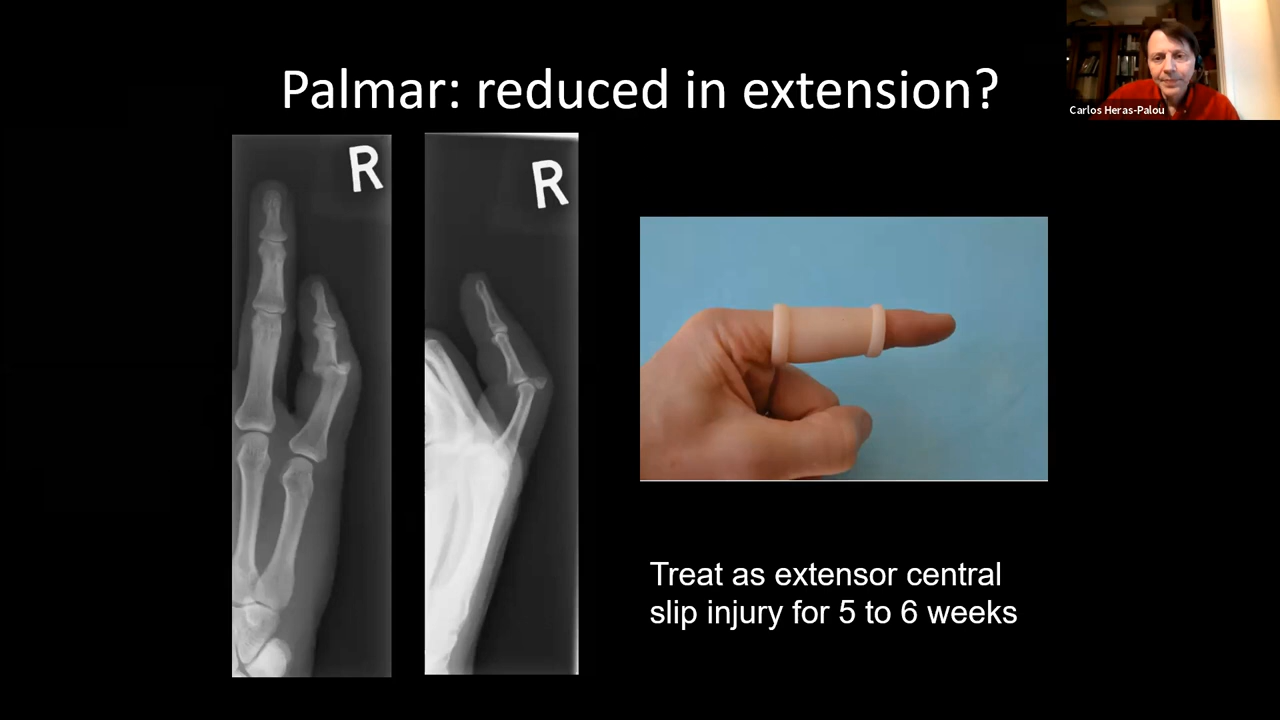 Palmar: reduced in extension?
Carlos Heras-Palou
R
R
Treat as extensor central
slip injury for 5 to 6 weeks